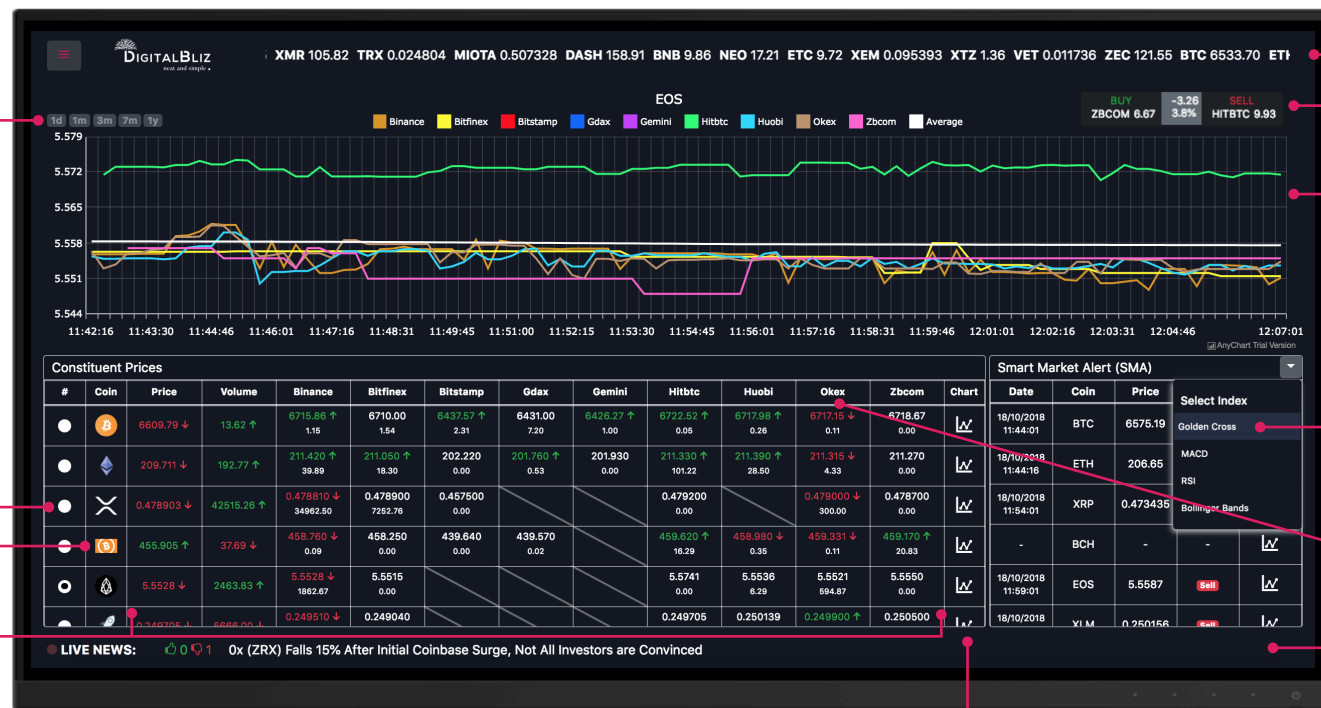 DIGITALBLIZ
neat and simple.
XMR 105.82 TRX 0.024804 MIOTA 0.507328 DASH 158.91 BNB 9.86 NEO 17.21 ETC 9.72 XEM 0.095393 XTZ 1.36 VET 0.011736 ZEC 121.55 BTC 6533.70
EOS
BUY -3.26 SELL
ZBCOM 6.67 3.8% HITBTC 9.93
1d 1m 3m 7m 1y
Binance Bitfinex Bitstamp Gdax Gemini Hitbtc Huobi Okex Zbcom Average
5.579
5.572
5.565
5.558
5.551
5.544
11:42:16 11:43:30 11:44:46 11:46:01 11:47:16 11:48:31 11:49:45 11:51:00 11:52:15 11:53:30 11:54:45 11:56:01 11:57:16 11:58:31 11:59:46 12:01:01 12:02:16 12:03:31 12:04:46 12:07:01
AnyChart Trial Version
Constituent Prices
# Coin Price Volume Binance Bitfinex Bitstamp Gdax Gemini Hitbtc Huobi Okex Zbcom Chart
6609.79 ↓ 13.62 ↑ 6715.86 ↑ 6710.00 6437.57 ↑ 6431.00 6426.27 ↑ 6722.52 ↑ 6717.98 ↑ 6717.15 ↓ 6718.67
1.15 1.54 2.31 7.20 1.00 0.05 0.26 0.11 0.00
209.711 ↓ 192.77 ↑ 211.420 ↑ 211.050 ↑ 202.220 201.760 ↑ 201.930 211.330 ↑ 211.390 ↑ 211.315 ↓ 211.270
39.89 18.30 0.00 0.53 0.00 101.22 28.50 4.33 0.00
0.478903 ↓ 42515.26 ↑ 0.478810 ↓ 0.478900 0.457500 0.479200 0.479000 ↓ 0.478700
34962.50 7252.76 0.00 0.00 300.00 0.00
455.905 ↑ 37.69 ↓ 458.760 ↓ 458.250 439.640 439.570 459.620 ↑ 458.980 ↓ 459.331 ↓ 459.170 ↑
0.09 0.00 0.00 0.02 16.29 0.35 0.11 20.83
5.5528 ↓ 2463.83 ↑ 5.5528 ↓ 5.5515 5.5741 5.5536 5.5521 5.5550
1862.67 0.00 0.00 6.29 594.87 0.00
0.249705 ↓ 5666.00 ↓ 0.249510 ↓ 0.249040 0.249705 0.250139 0.249900 ↑ 0.250500
Smart Market Alert (SMA)
Date Coin Price
18/10/2018
11:44:01 BTC 6575.19
18/10/2018
11:44:16 ETH 206.65
18/10/2018
11:54:01 XRP 0.473435
- BCH - -
18/10/2018
11:59:01 EOS 5.5587 Sell
18/10/2018 XLM 0.250156 Sell
Select Index
Golden Cross
MACD
RSI
Bollinger Bands
LIVE NEWS: 0 1 0x (ZRX) Falls 15% After Initial Coinbase Surge, Not All Investors are Convinced